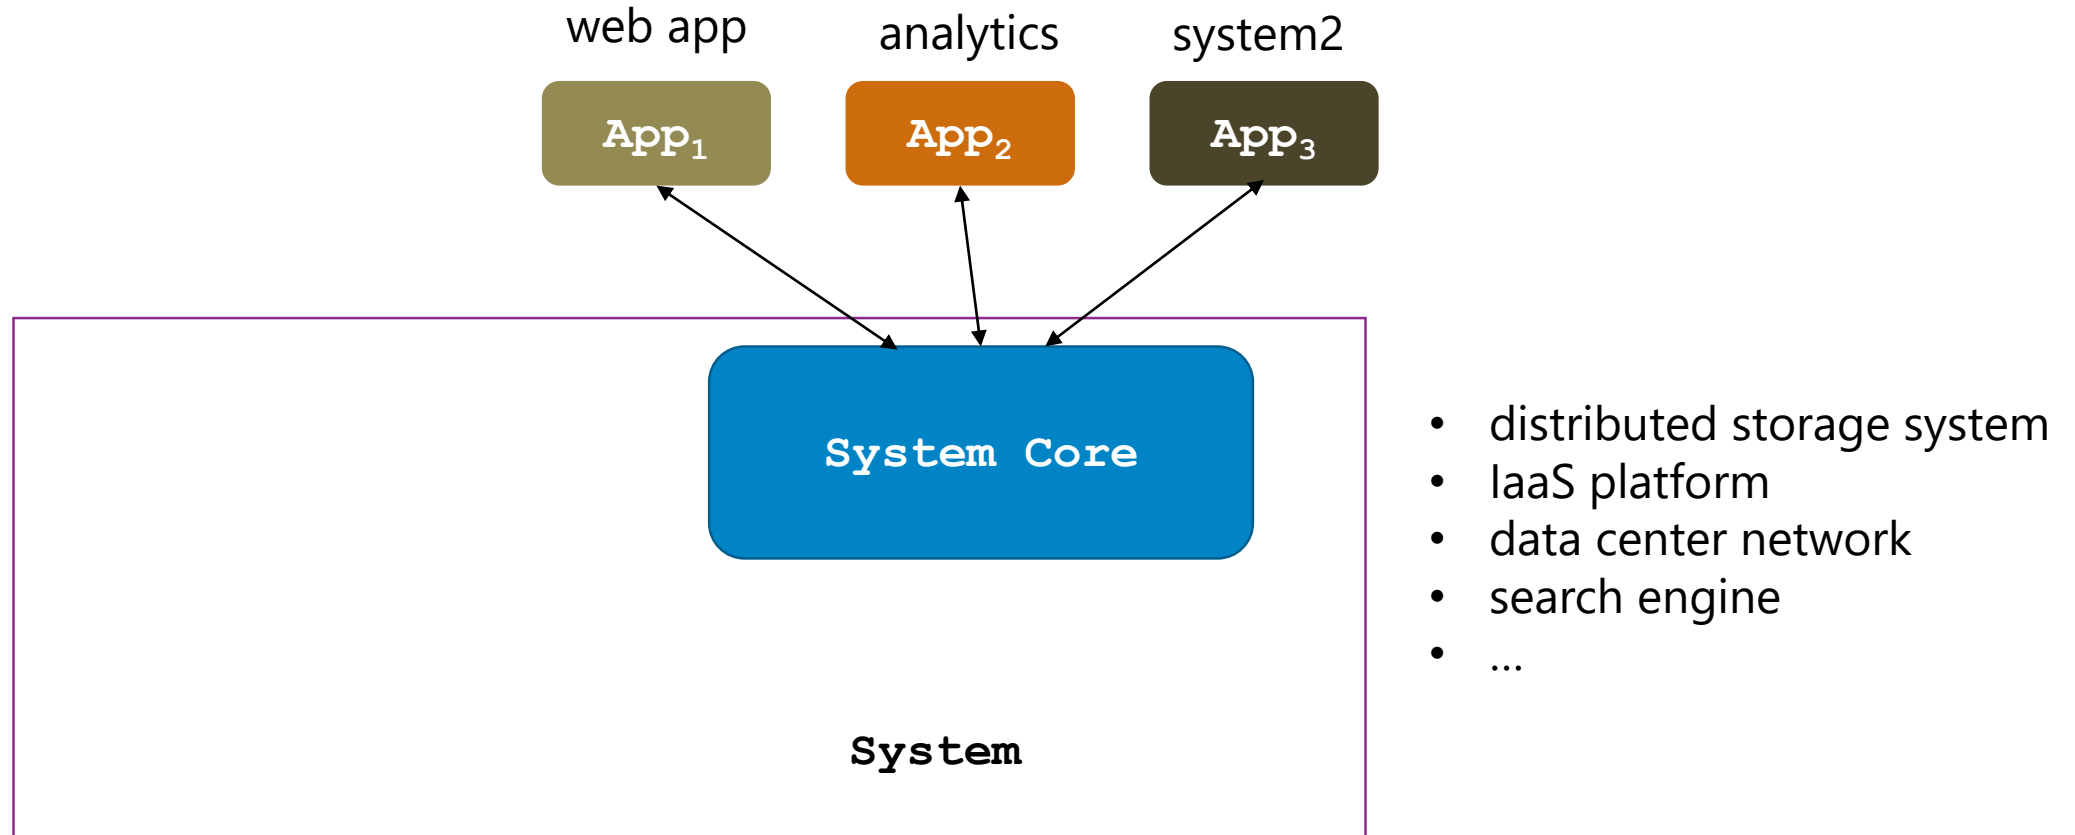 web app
analytics
system2
App1
App2
App3
System Core
• distributed storage system
• IaaS platform
• data center network
• search engine
• ...
System